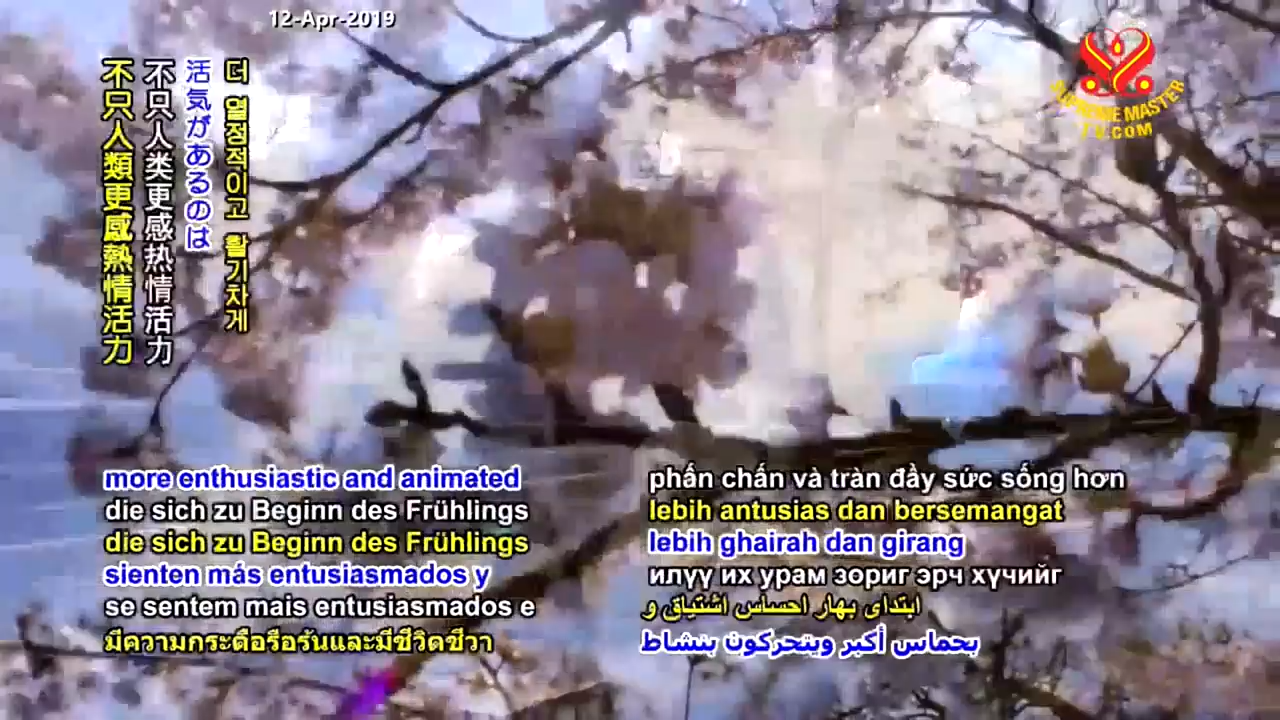 12-Apr-2019
SUPREME MASTER
TV.COM
不只人類更感熱情活力
不只人类更感热情活力
活気があるのは
더 열정적이고 활기차게
more enthusiastic and animated
die sich zu Beginn des Frühlings
die sich zu Beginn des Frühlings
sienten más entusiasmados y
se sentem mais entusiasmados e
มีความกระตือรือร้นและมีชีวิตชีวา
phấn chấn và tràn đầy sức sống hơn
lebih antusias dan bersemangat
lebih ghairah dan girang
илүү их урам зориг эрч хүчийг
ابتدای بهار احساس اشتیاق و
بحماس أكبر ويتحركون بنشاط